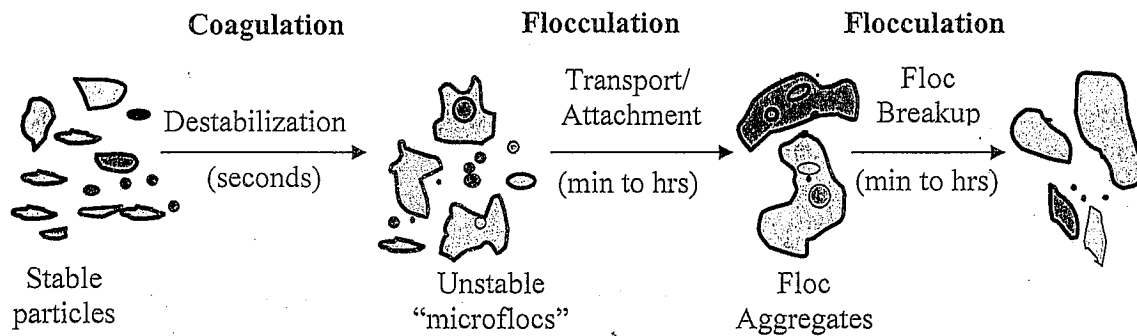 Coagulation
Flocculation
Flocculation
Destabilization
(seconds)
Transport/
Attachment
(min to hrs)
Floc
Breakup
(min to hrs)
Stable
particles
Unstable
“microflocs”
Floc
Aggregates